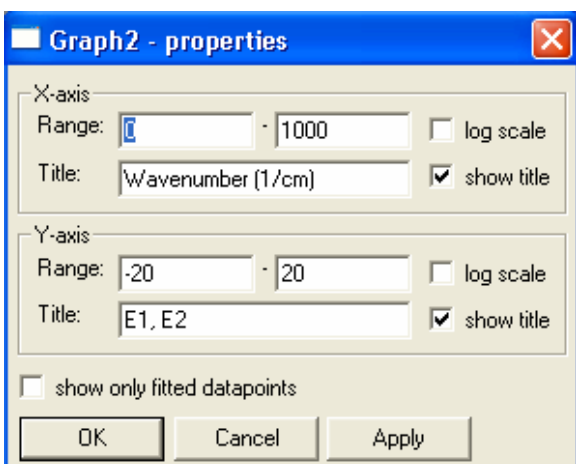 Graph2 - properties
X-axis
Range: 0 - 1000 log scale
Title: Wavenumber (1/cm) show title
Y-axis
Range: -20 - 20 log scale
Title: E1, E2 show title
show only fitted datapoints
OK Cancel Apply